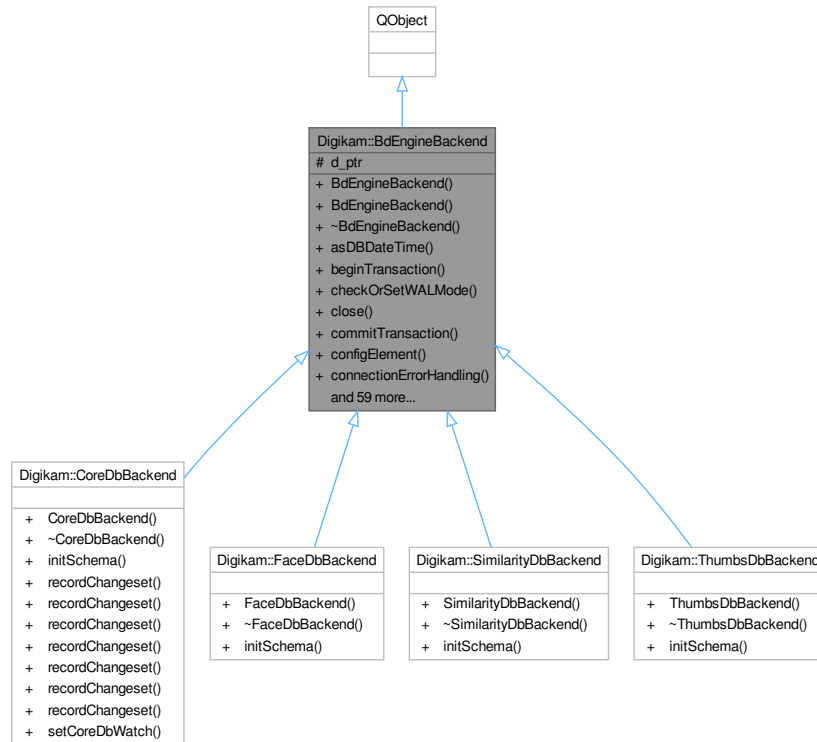 QObject
Digikam::BdEngineBackend
# d_ptr
+ BdEngineBackend()
+ BdEngineBackend()
+ ~BdEngineBackend()
+ asDBDateTime()
+ beginTransaction()
+ checkOrSetWALMode()
+ close()
+ commitTransaction()
+ configElement()
+ connectionErrorHandling()
and 59 more...
Digikam::CoreDbBackend
+ CoreDbBackend()
+ ~CoreDbBackend()
+ initSchema()
+ recordChangeset()
+ recordChangeset()
+ recordChangeset()
+ recordChangeset()
+ recordChangeset()
+ recordChangeset()
+ recordChangeset()
+ setCoreDbWatch()
Digikam::FaceDbBackend
+ FaceDbBackend()
+ ~FaceDbBackend()
+ initSchema()
Digikam::SimilarityDbBackend
+ SimilarityDbBackend()
+ ~SimilarityDbBackend()
+ initSchema()
Digikam::ThumbsDbBackend
+ ThumbsDbBackend()
+ ~ThumbsDbBackend()
+ initSchema()